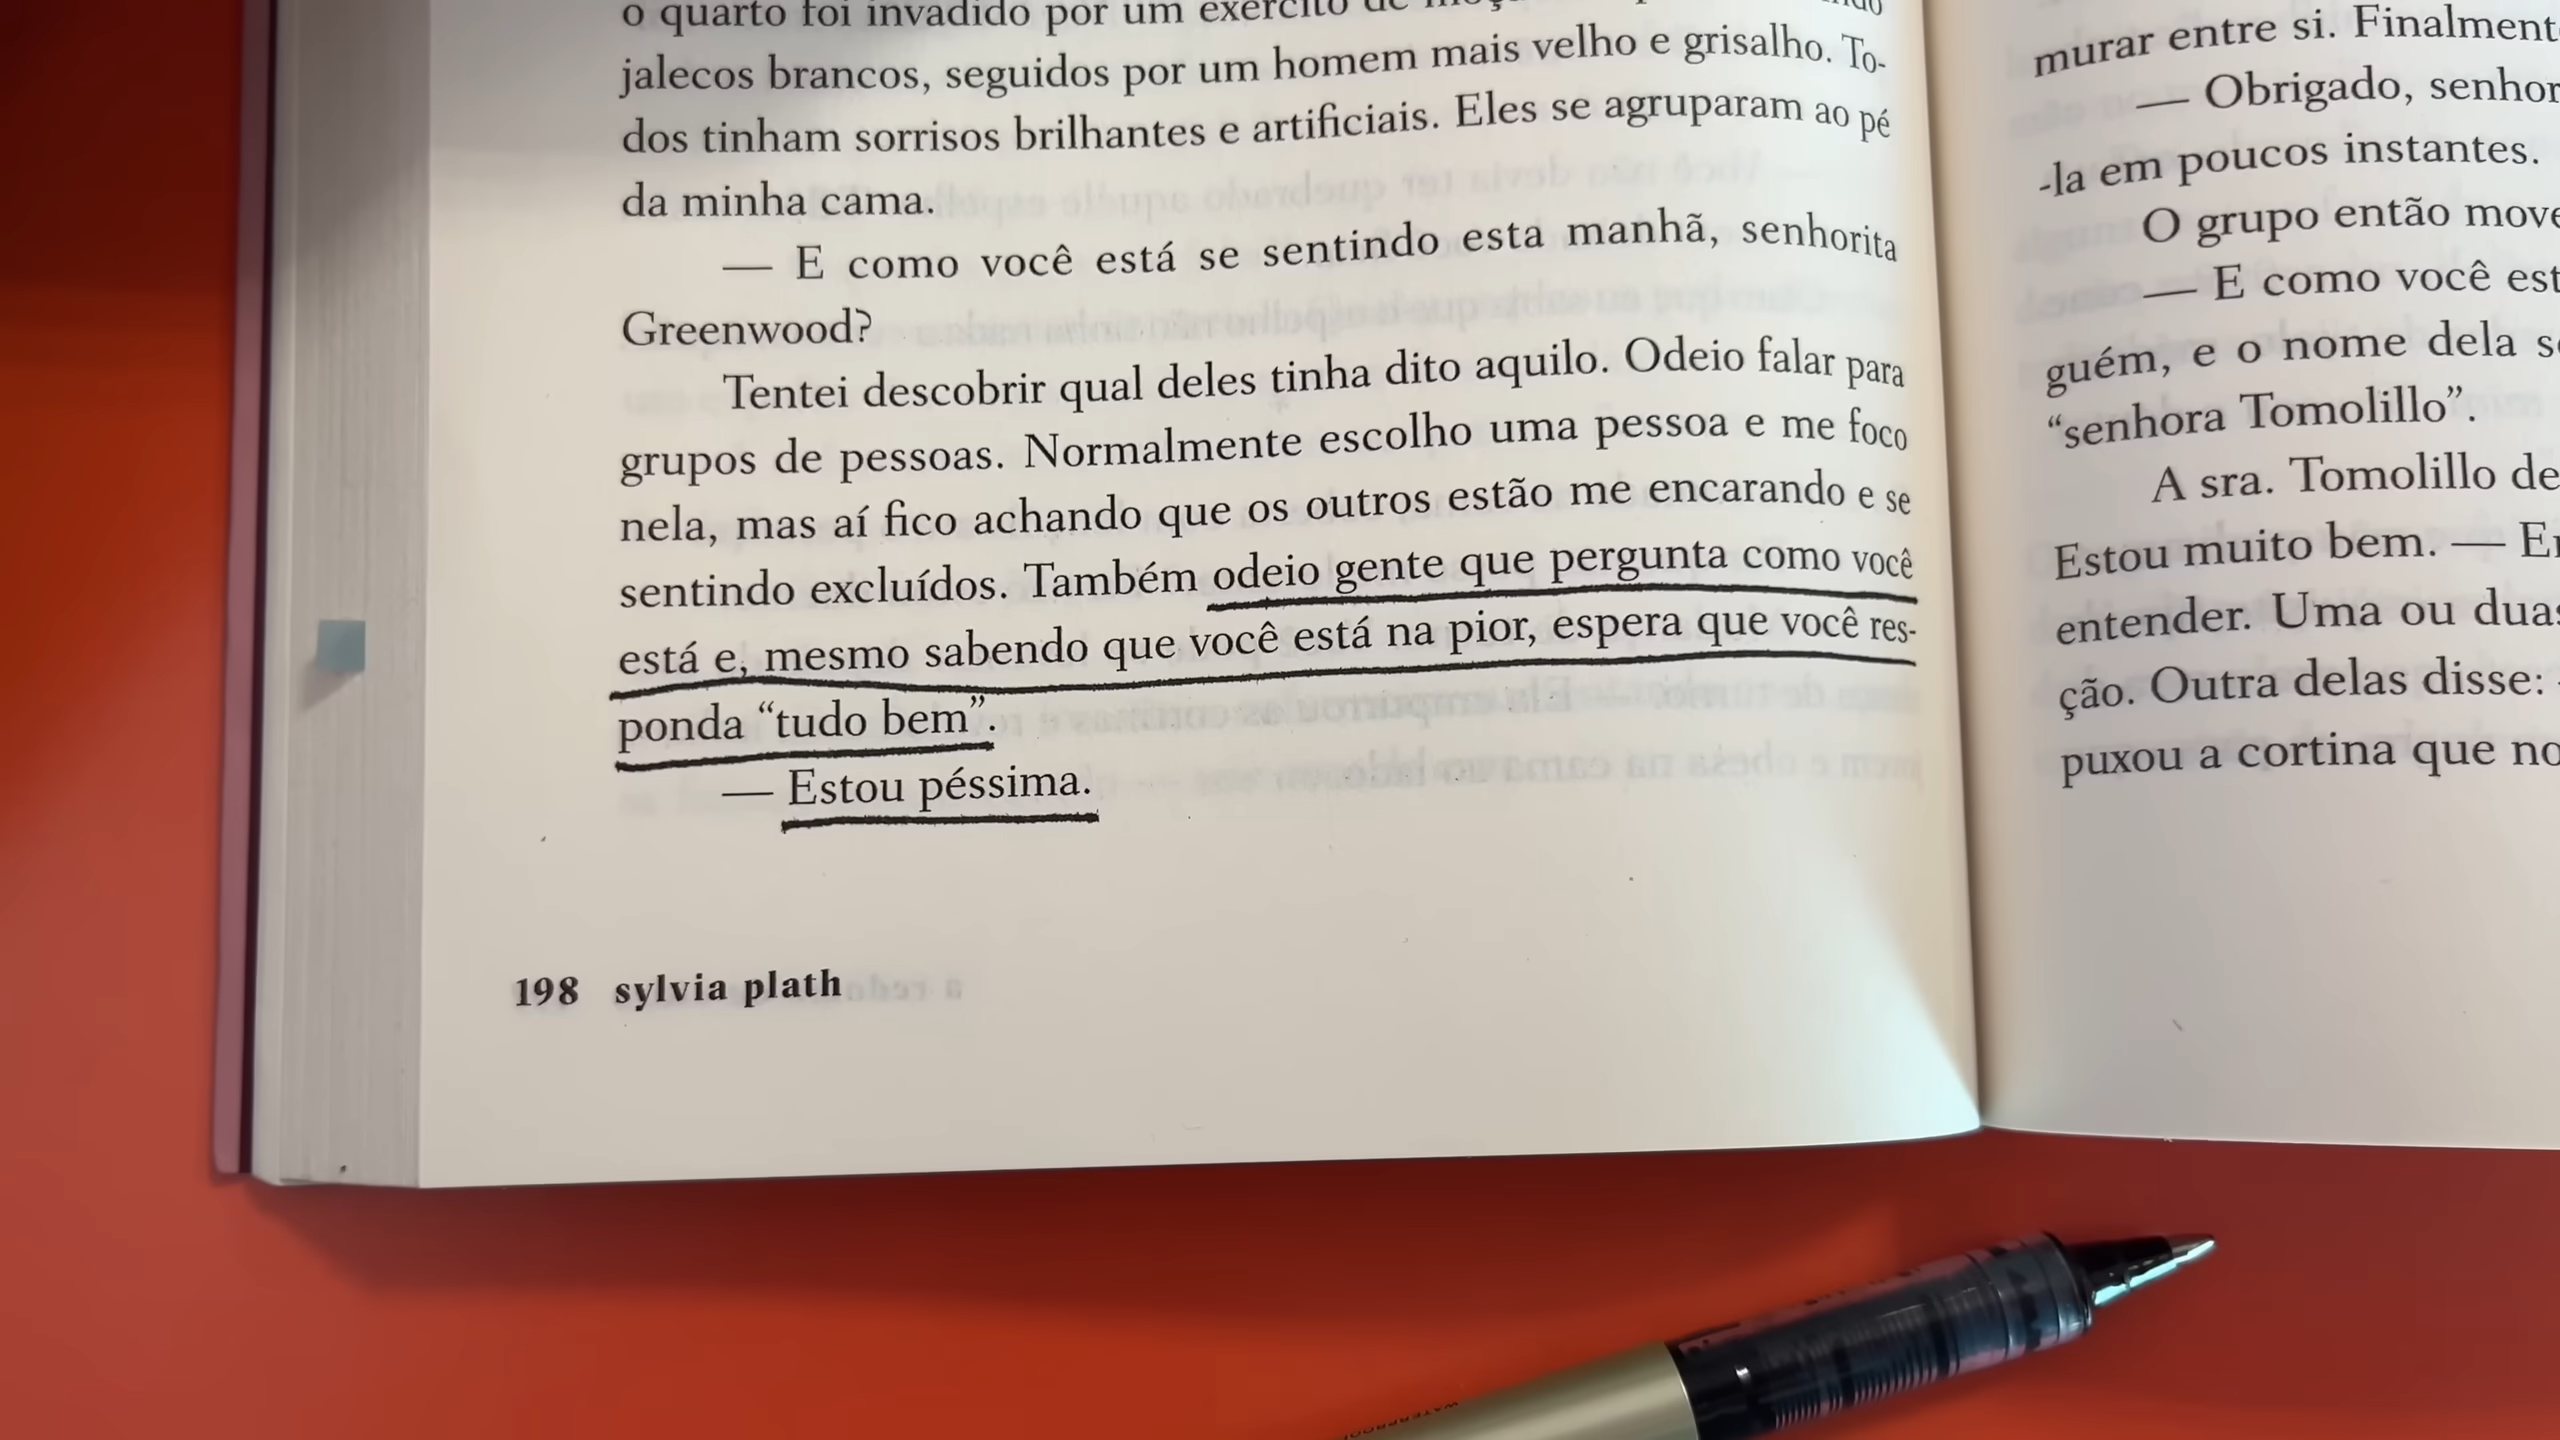 o quarto foi invadido por um exército de
jalecos brancos, seguidos por um homem mais velho e grisalho. To-
dos tinham sorrisos brilhantes e artificiais. Eles se agruparam ao pé
da minha cama.
— E como você está se sentindo esta manhã, senhorita
Greenwood?
Tentei descobrir qual deles tinha dito aquilo. Odeio falar para
grupos de pessoas. Normalmente escolho uma pessoa e me foco
nela, mas aí fico achando que os outros estão me encarando e se
sentindo excluídos. Também odeio gente que pergunta como você
está e, mesmo sabendo que você está na pior, espera que você res-
ponda “tudo bem”.
— Estou péssima.
198 sylvia plath
murar entre si. Finalment
— Obrigado, senhor
-la em poucos instantes.
O grupo então move
— E como você est
guém, e o nome dela s
“senhora Tomolillo”.
A sra. Tomolillo de
Estou muito bem. — E
entender. Uma ou duas
ção. Outra delas disse:
puxou a cortina que no